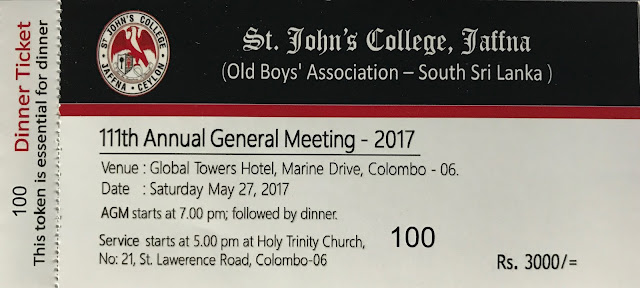 100 Dinner Ticket
This token is essential for dinner
ST JOHN'S COLLEGE
JAFFNA • CEYLON
St. John's College, Jaffna
(Old Boys' Association – South Sri Lanka )
111th Annual General Meeting - 2017
Venue : Global Towers Hotel, Marine Drive, Colombo - 06.
Date : Saturday May 27, 2017
AGM starts at 7.00 pm; followed by dinner.
Service starts at 5.00 pm at Holy Trinity Church, 100
No: 21, St. Lawerence Road, Colombo-06
Rs. 3000/=